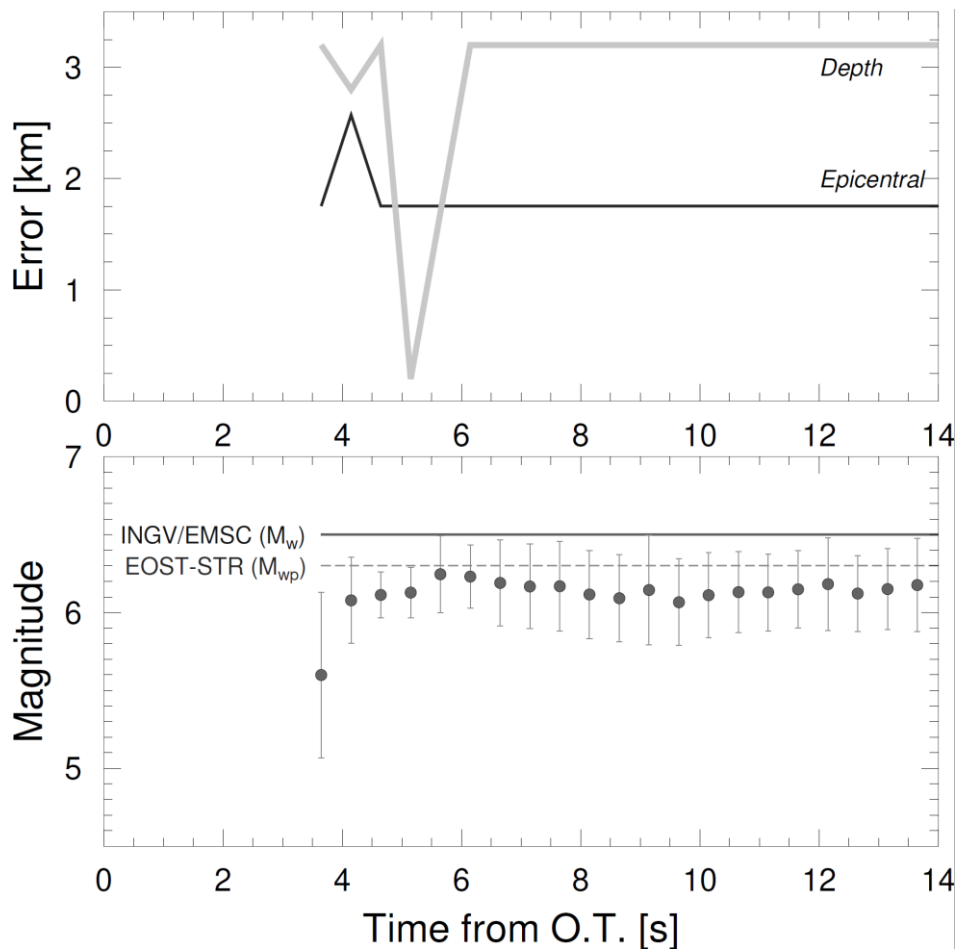 3
2
1
0
Error [km]
Depth
Epicentral
0 2 4 6 8 10 12 14
7
6
5
Magnitude
INGV/EMSC (Mw)
EOST-STR (Mwp)
0 2 4 6 8 10 12 14
Time from O.T. [s]